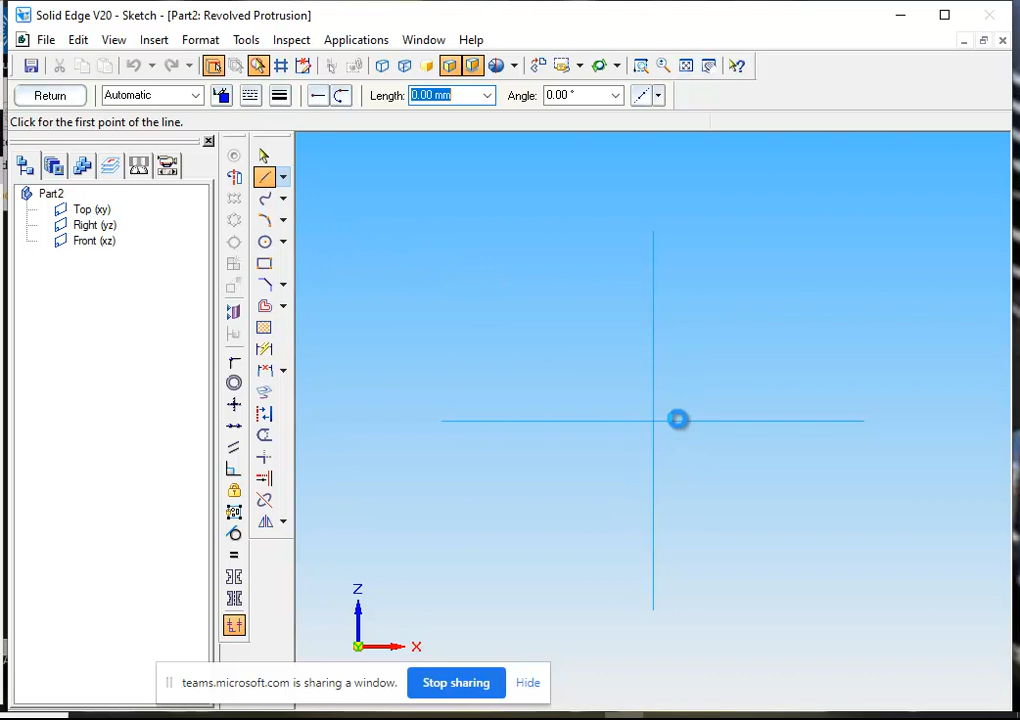 Solid Edge V20 - Sketch - [Part2: Revolved Protrusion]
File Edit View Insert Format Tools Inspect Applications Window Help
Return Automatic Length: 0.00 mm Angle: 0.00 °
Click for the first point of the line.
Part2
Top (xy)
Right (yz)
Front (xz)
Z
X
teams.microsoft.com is sharing a window. Stop sharing Hide